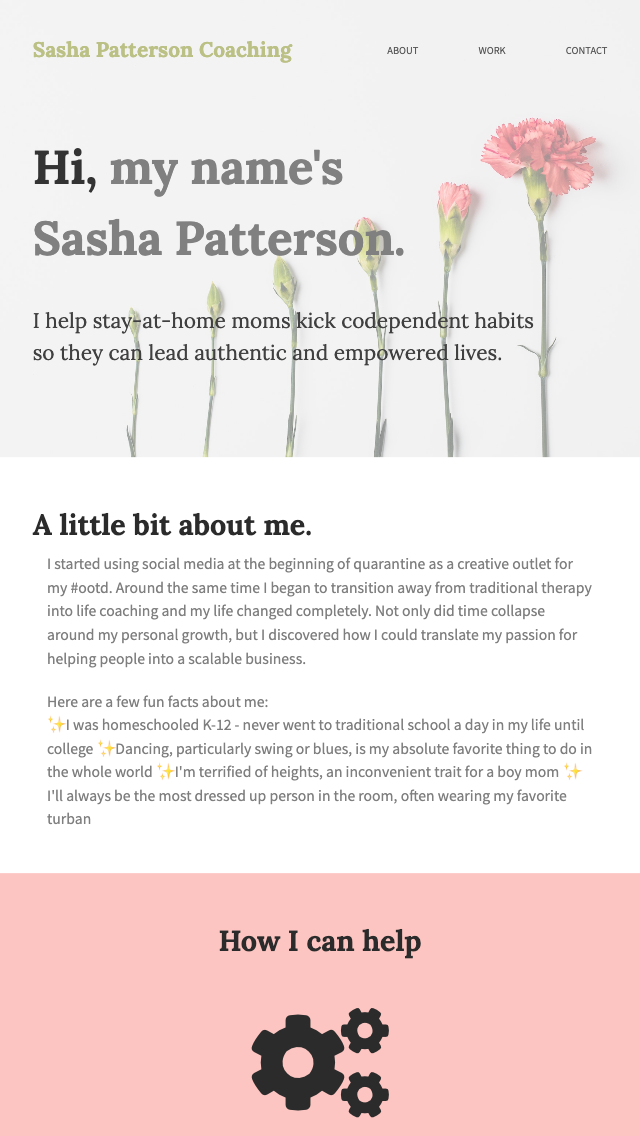 Sasha Patterson Coaching
ABOUT
WORK
CONTACT
Hi, my name's
Sasha Patterson.
I help stay-at-home moms kick codependent habits
so they can lead authentic and empowered lives.
A little bit about me.
I started using social media at the beginning of quarantine as a creative outlet for
my #ootd. Around the same time I began to transition away from traditional therapy
into life coaching and my life changed completely. Not only did time collapse
around my personal growth, but I discovered how I could translate my passion for
helping people into a scalable business.
Here are a few fun facts about me:
✨I was homeschooled K-12 - never went to traditional school a day in my life until
college ✨Dancing, particularly swing or blues, is my absolute favorite thing to do in
the whole world ✨I'm terrified of heights, an inconvenient trait for a boy mom ✨
I'll always be the most dressed up person in the room, often wearing my favorite
turban
How I can help